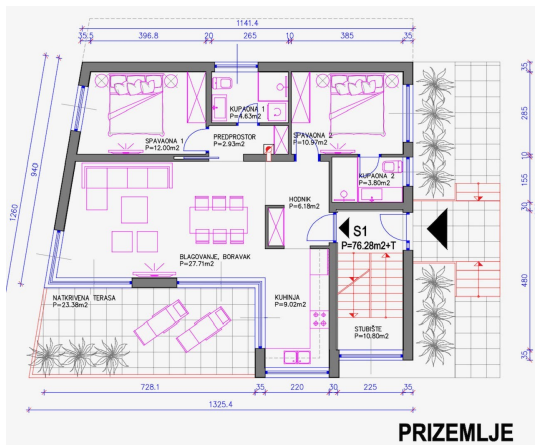 1141.4
35.5 396.8 20 265 10 385 35
35
285
10
155
30
480
35
940
1260
KUPAONA 1
P=4.63m2
SPAVAONA 1
P=12.00m2
PREDPROSTOR
P=2.93m2
SPAVAONA 2
P=10.97m2
KUPAONA 2
P=3.80m2
HODNIK
P=6.18m2
S1
P=76.28m2+T
BLAGOVANJE, BORAVAK
P=27.71m2
NATKRIVENA TERASA
P=23.38m2
KUHINJA
P=9.02m2
STUBIŠTE
P=10.80m2
728.1 35 220 30 225 35
1325.4
PRIZEMLJE